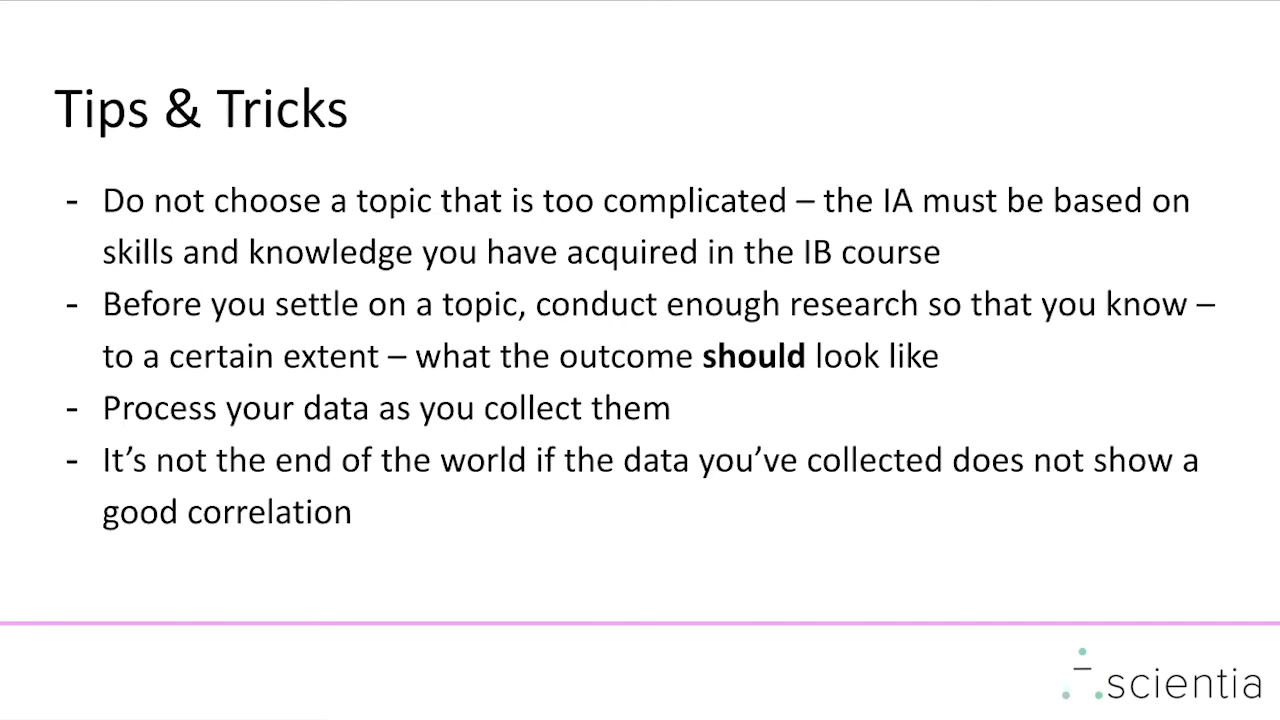 Tips & Tricks
- Do not choose a topic that is too complicated – the IA must be based on
skills and knowledge you have acquired in the IB course
- Before you settle on a topic, conduct enough research so that you know –
to a certain extent – what the outcome should look like
- Process your data as you collect them
- It’s not the end of the world if the data you’ve collected does not show a
good correlation
scientia